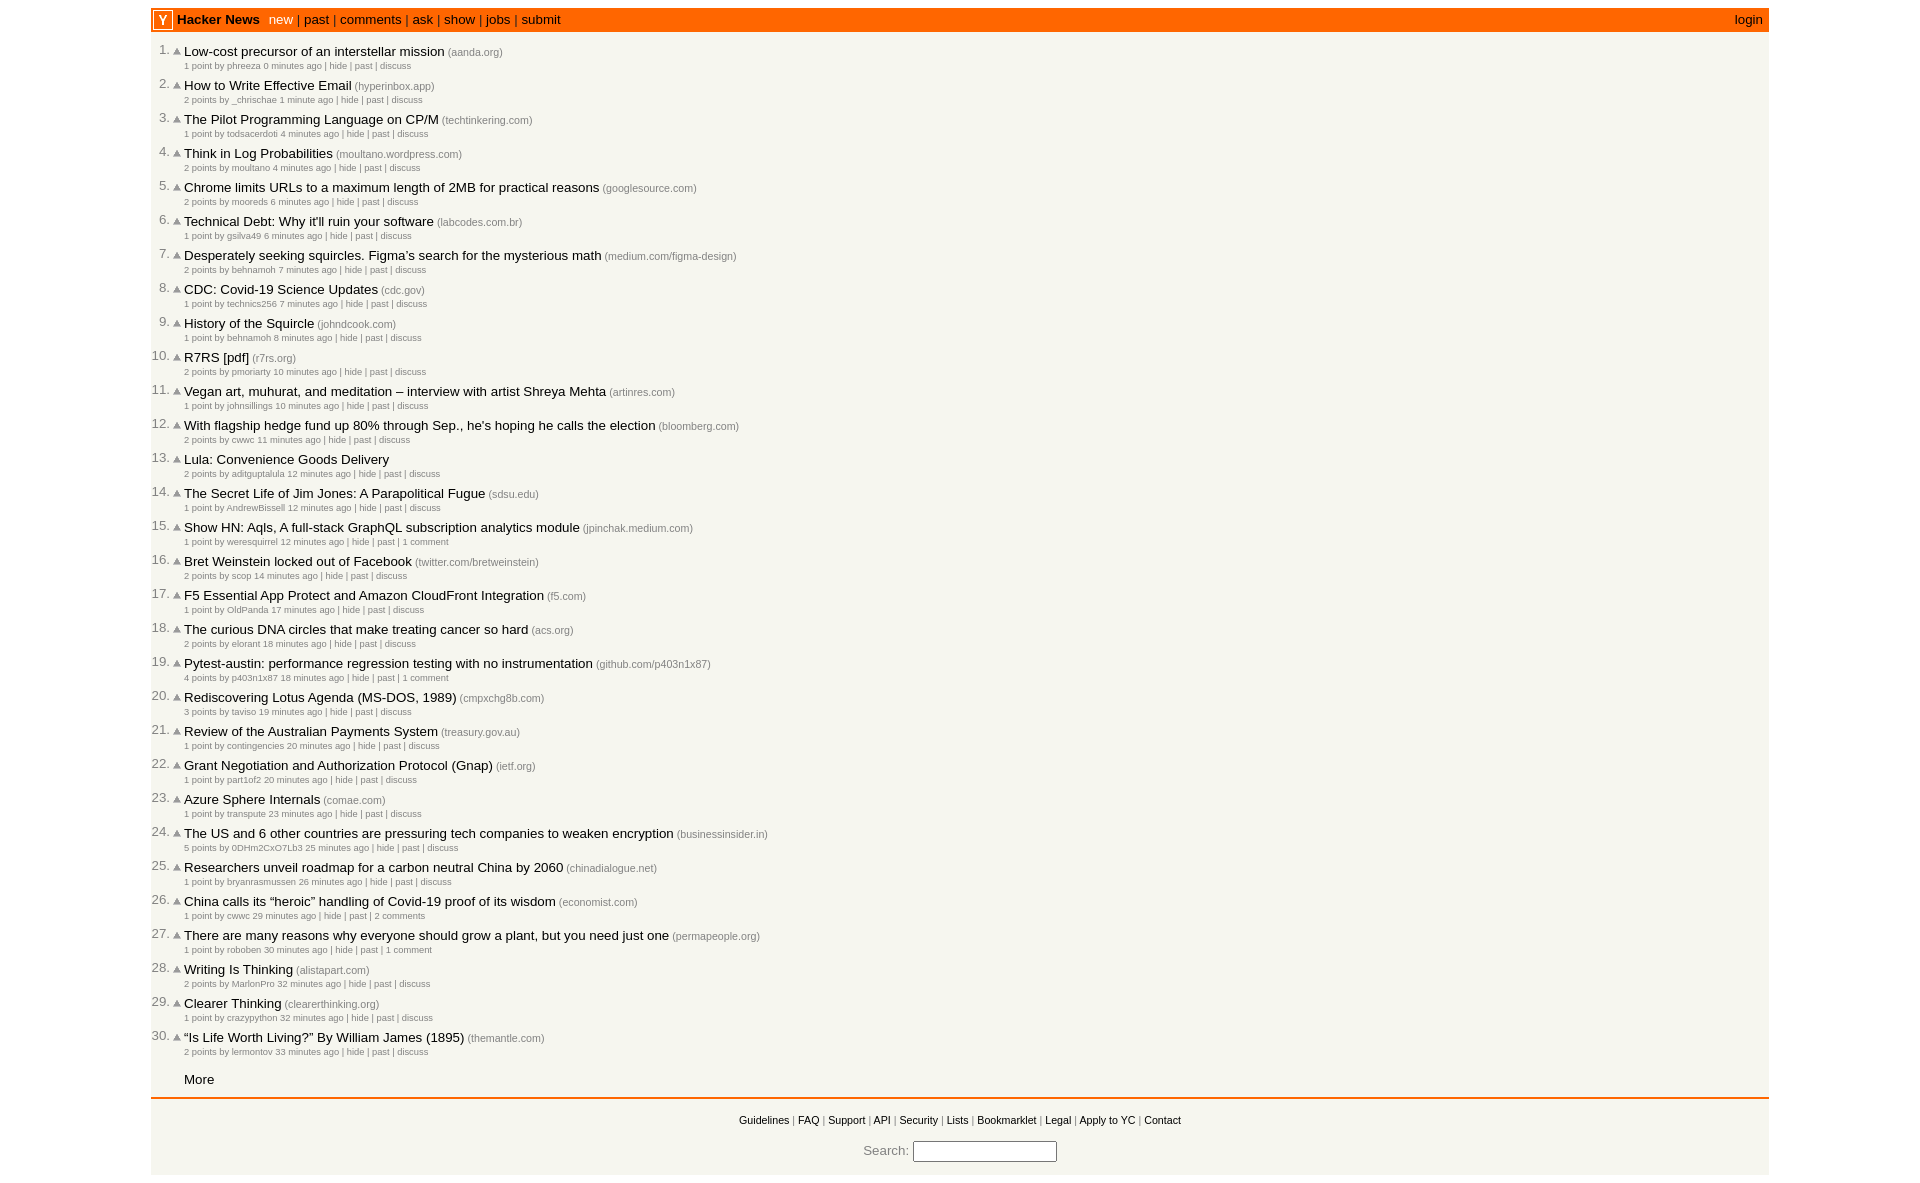 Y Hacker News new | past | comments | ask | show | jobs | submit login
1. Low-cost precursor of an interstellar mission (aanda.org)
1 point by phreeza 0 minutes ago | hide | past | discuss
2. How to Write Effective Email (hyperinbox.app)
2 points by _chrischae 1 minute ago | hide | past | discuss
3. The Pilot Programming Language on CP/M (techtinkering.com)
1 point by todsacerdoti 4 minutes ago | hide | past | discuss
4. Think in Log Probabilities (moultano.wordpress.com)
2 points by moultano 4 minutes ago | hide | past | discuss
5. Chrome limits URLs to a maximum length of 2MB for practical reasons (googlesource.com)
2 points by mooreds 6 minutes ago | hide | past | discuss
6. Technical Debt: Why it'll ruin your software (labcodes.com.br)
1 point by gsilva49 6 minutes ago | hide | past | discuss
7. Desperately seeking squircles. Figma’s search for the mysterious math (medium.com/figma-design)
2 points by behnamoh 7 minutes ago | hide | past | discuss
8. CDC: Covid-19 Science Updates (cdc.gov)
1 point by technics256 7 minutes ago | hide | past | discuss
9. History of the Squircle (johndcook.com)
1 point by behnamoh 8 minutes ago | hide | past | discuss
10. R7RS [pdf] (r7rs.org)
2 points by pmoriarty 10 minutes ago | hide | past | discuss
11. Vegan art, muhurat, and meditation – interview with artist Shreya Mehta (artinres.com)
1 point by johnsillings 10 minutes ago | hide | past | discuss
12. With flagship hedge fund up 80% through Sep., he's hoping he calls the election (bloomberg.com)
2 points by cwwc 11 minutes ago | hide | past | discuss
13. Lula: Convenience Goods Delivery
2 points by aditguptalula 12 minutes ago | hide | past | discuss
14. The Secret Life of Jim Jones: A Parapolitical Fugue (sdsu.edu)
1 point by AndrewBissell 12 minutes ago | hide | past | discuss
15. Show HN: Aqls, A full-stack GraphQL subscription analytics module (jpinchak.medium.com)
1 point by weresquirrel 12 minutes ago | hide | past | 1 comment
16. Bret Weinstein locked out of Facebook (twitter.com/bretweinstein)
2 points by scop 14 minutes ago | hide | past | discuss
17. F5 Essential App Protect and Amazon CloudFront Integration (f5.com)
1 point by OldPanda 17 minutes ago | hide | past | discuss
18. The curious DNA circles that make treating cancer so hard (acs.org)
2 points by elorant 18 minutes ago | hide | past | discuss
19. Pytest-austin: performance regression testing with no instrumentation (github.com/p403n1x87)
4 points by p403n1x87 18 minutes ago | hide | past | 1 comment
20. Rediscovering Lotus Agenda (MS-DOS, 1989) (cmpxchg8b.com)
3 points by taviso 19 minutes ago | hide | past | discuss
21. Review of the Australian Payments System (treasury.gov.au)
1 point by contingencies 20 minutes ago | hide | past | discuss
22. Grant Negotiation and Authorization Protocol (Gnap) (ietf.org)
1 point by part1of2 20 minutes ago | hide | past | discuss
23. Azure Sphere Internals (comae.com)
1 point by transpute 23 minutes ago | hide | past | discuss
24. The US and 6 other countries are pressuring tech companies to weaken encryption (businessinsider.in)
5 points by 0DHm2CxO7Lb3 25 minutes ago | hide | past | discuss
25. Researchers unveil roadmap for a carbon neutral China by 2060 (chinadialogue.net)
1 point by bryanrasmussen 26 minutes ago | hide | past | discuss
26. China calls its “heroic” handling of Covid-19 proof of its wisdom (economist.com)
1 point by cwwc 29 minutes ago | hide | past | 2 comments
27. There are many reasons why everyone should grow a plant, but you need just one (permapeople.org)
1 point by roboben 30 minutes ago | hide | past | 1 comment
28. Writing Is Thinking (alistapart.com)
2 points by MarlonPro 32 minutes ago | hide | past | discuss
29. Clearer Thinking (clearerthinking.org)
1 point by crazypython 32 minutes ago | hide | past | discuss
30. “Is Life Worth Living?” By William James (1895) (themantle.com)
2 points by lermontov 33 minutes ago | hide | past | discuss
More
Guidelines | FAQ | Support | API | Security | Lists | Bookmarklet | Legal | Apply to YC | Contact
Search: